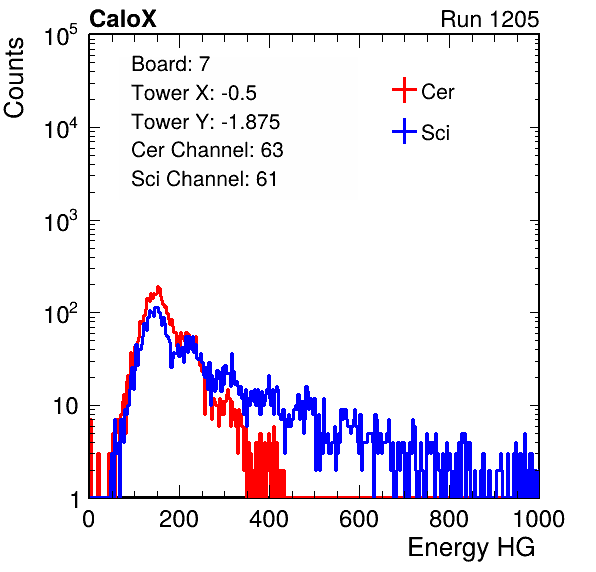 CaloX
Run 1205
Counts
10^5
10^4
10^3
10^2
10
1
Board: 7
Tower X: -0.5
Tower Y: -1.875
Cer Channel: 63
Sci Channel: 61
Cer
Sci
0 200 400 600 800 1000
Energy HG